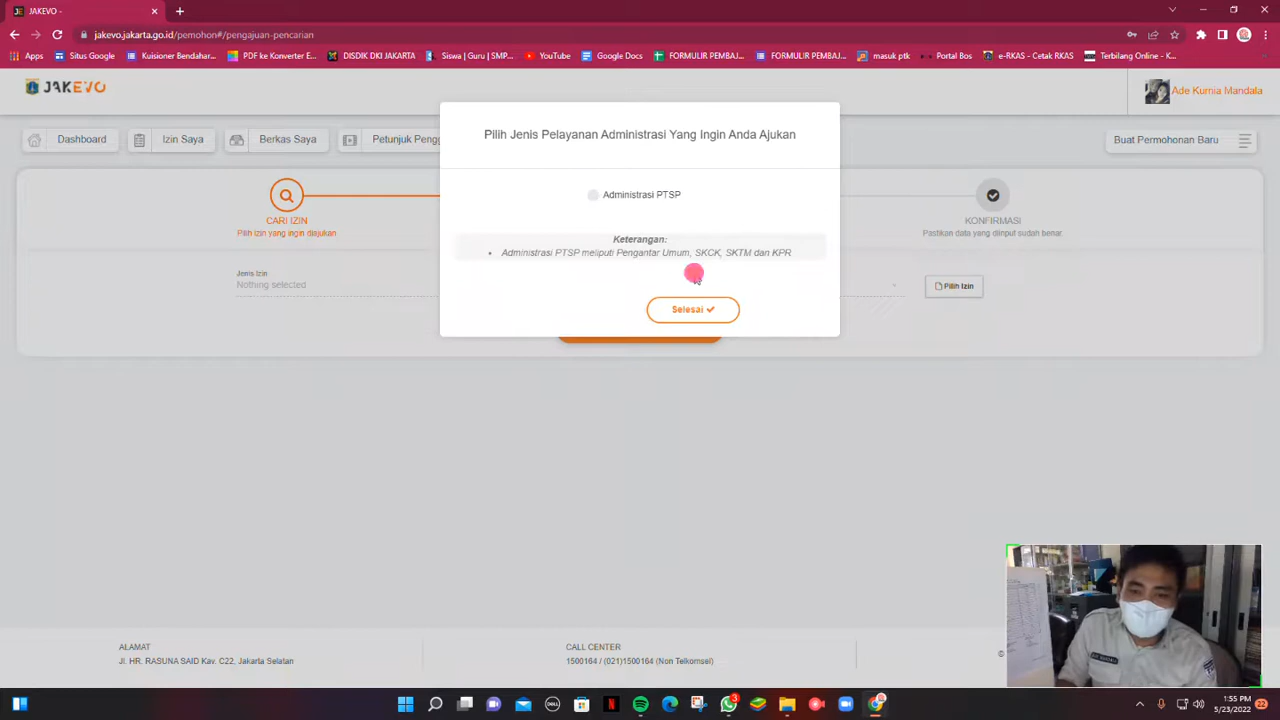 JAKEVO -
jakevo.jakarta.go.id/pemohon#/pengajuan-pencarian
Apps
Situs Google
Kuisioner Bendahar...
PDF ke Konverter E...
DISDIK DKI JAKARTA
Siswa | Guru | SMP...
YouTube
Google Docs
FORMULIR PEMBAJ...
FORMULIR PEMBAJ...
masuk ptk
Portal Bos
e-RKAS - Cetak RKAS
Terbilang Online - K...
JAKEVO
Ade Kurnia Mandala
Dashboard
Izin Saya
Berkas Saya
Petunjuk Pengg
Buat Permohonan Baru
Pilih Jenis Pelayanan Administrasi Yang Ingin Anda Ajukan
Administrasi PTSP
Keterangan:
• Administrasi PTSP meliputi Pengantar Umum, SKCK, SKTM dan KPR
Selesai
CARI IZIN
Pilih Izin yang ingin diajukan
KONFIRMASI
Pastikan data yang diinput sudah benar.
Jenis Izin
Nothing selected
Pilih Izin
ALAMAT
Jl. HR. RASUNA SAID Kav. C22, Jakarta Selatan
CALL CENTER
1500164 / (021)1500164 (Non Telkomsel)
©
DELL
3
1:55 PM
5/23/2022
22